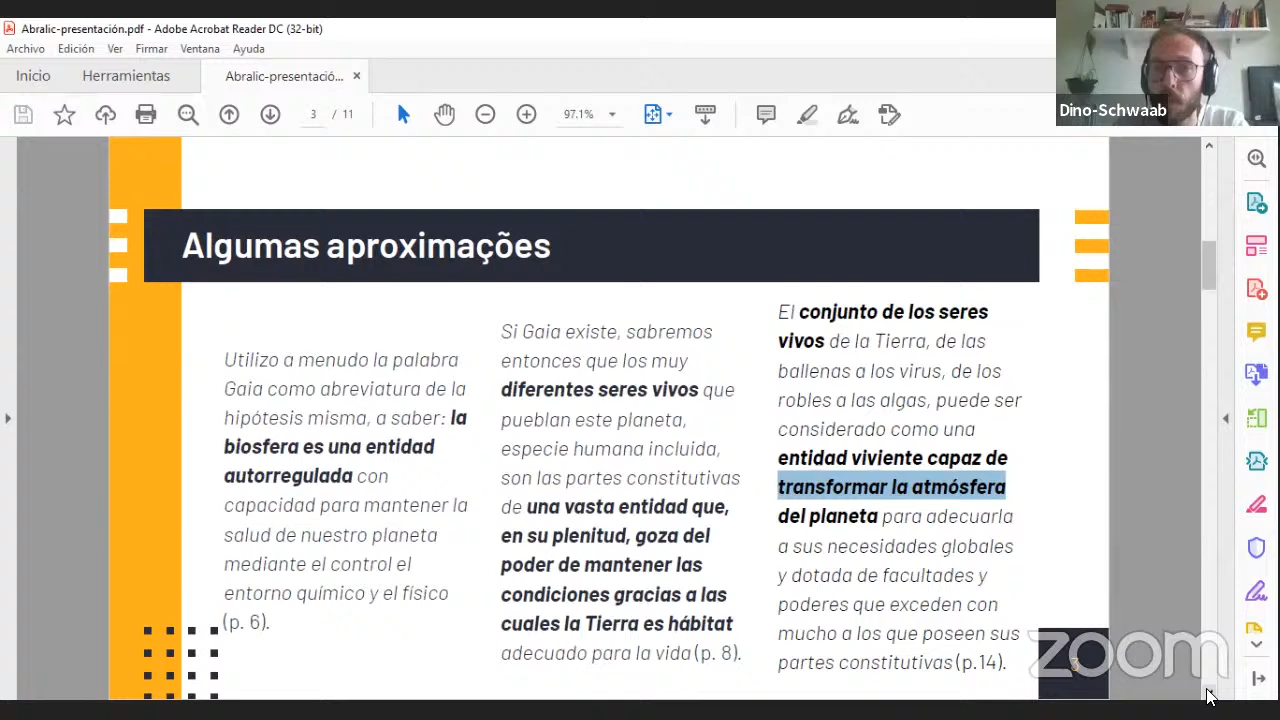 Abralic-presentación.pdf - Adobe Acrobat Reader DC (32-bit)
Archivo Edición Ver Firmar Ventana Ayuda
Inicio Herramientas Abralic-presentació... ×
3 / 11 97.1%
Dino-Schwaab
Algumas aproximações
Utilizo a menudo la palabra
Gaia como abreviatura de la
hipótesis misma, a saber: la
biosfera es una entidad
autorregulada con
capacidad para mantener la
salud de nuestro planeta
mediante el control el
entorno químico y el físico
(p. 6).
Si Gaia existe, sabremos
entonces que los muy
diferentes seres vivos que
pueblan este planeta,
especie humana incluida,
son las partes constitutivas
de una vasta entidad que,
en su plenitud, goza del
poder de mantener las
condiciones gracias a las
cuales la Tierra es hábitat
adecuado para la vida (p. 8).
El conjunto de los seres
vivos de la Tierra, de las
ballenas a los virus, de los
robles a las algas, puede ser
considerado como una
entidad viviente capaz de
transformar la atmósfera
del planeta para adecuarla
a sus necesidades globales
y dotada de facultades y
poderes que exceden con
mucho a los que poseen sus
partes constitutivas (p.14).
3
zoom